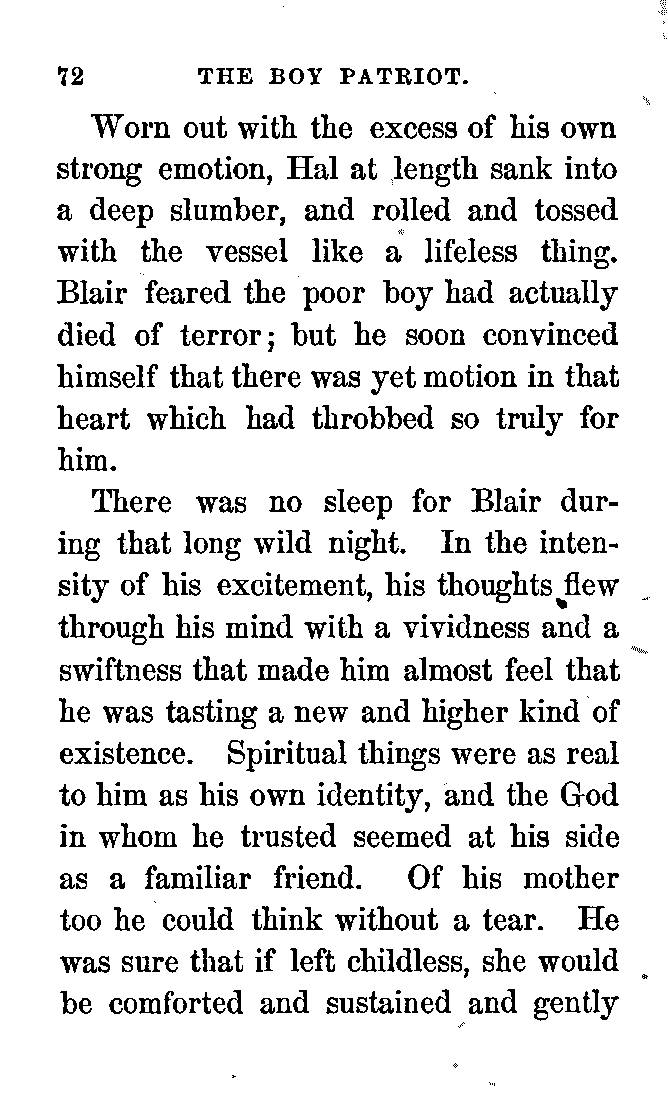 72 THE BOY PATRIOT.
Worn out with the excess of his own
strong emotion, Hal at length sank into
a deep slumber, and rolled and tossed
with the vessel like a lifeless thing.
Blair feared the poor boy had actually
died of terror; but he soon convinced
himself that there was yet motion in that
heart which had throbbed so truly for
him.
There was no sleep for Blair dur-
ing that long wild night. In the inten-
sity of his excitement, his thoughts flew
through his mind with a vividness and a
swiftness that made him almost feel that
he was tasting a new and higher kind of
existence. Spiritual things were as real
to him as his own identity, and the God
in whom he trusted seemed at his side
as a familiar friend. Of his mother
too he could think without a tear. He
was sure that if left childless, she would
be comforted and sustained and gently